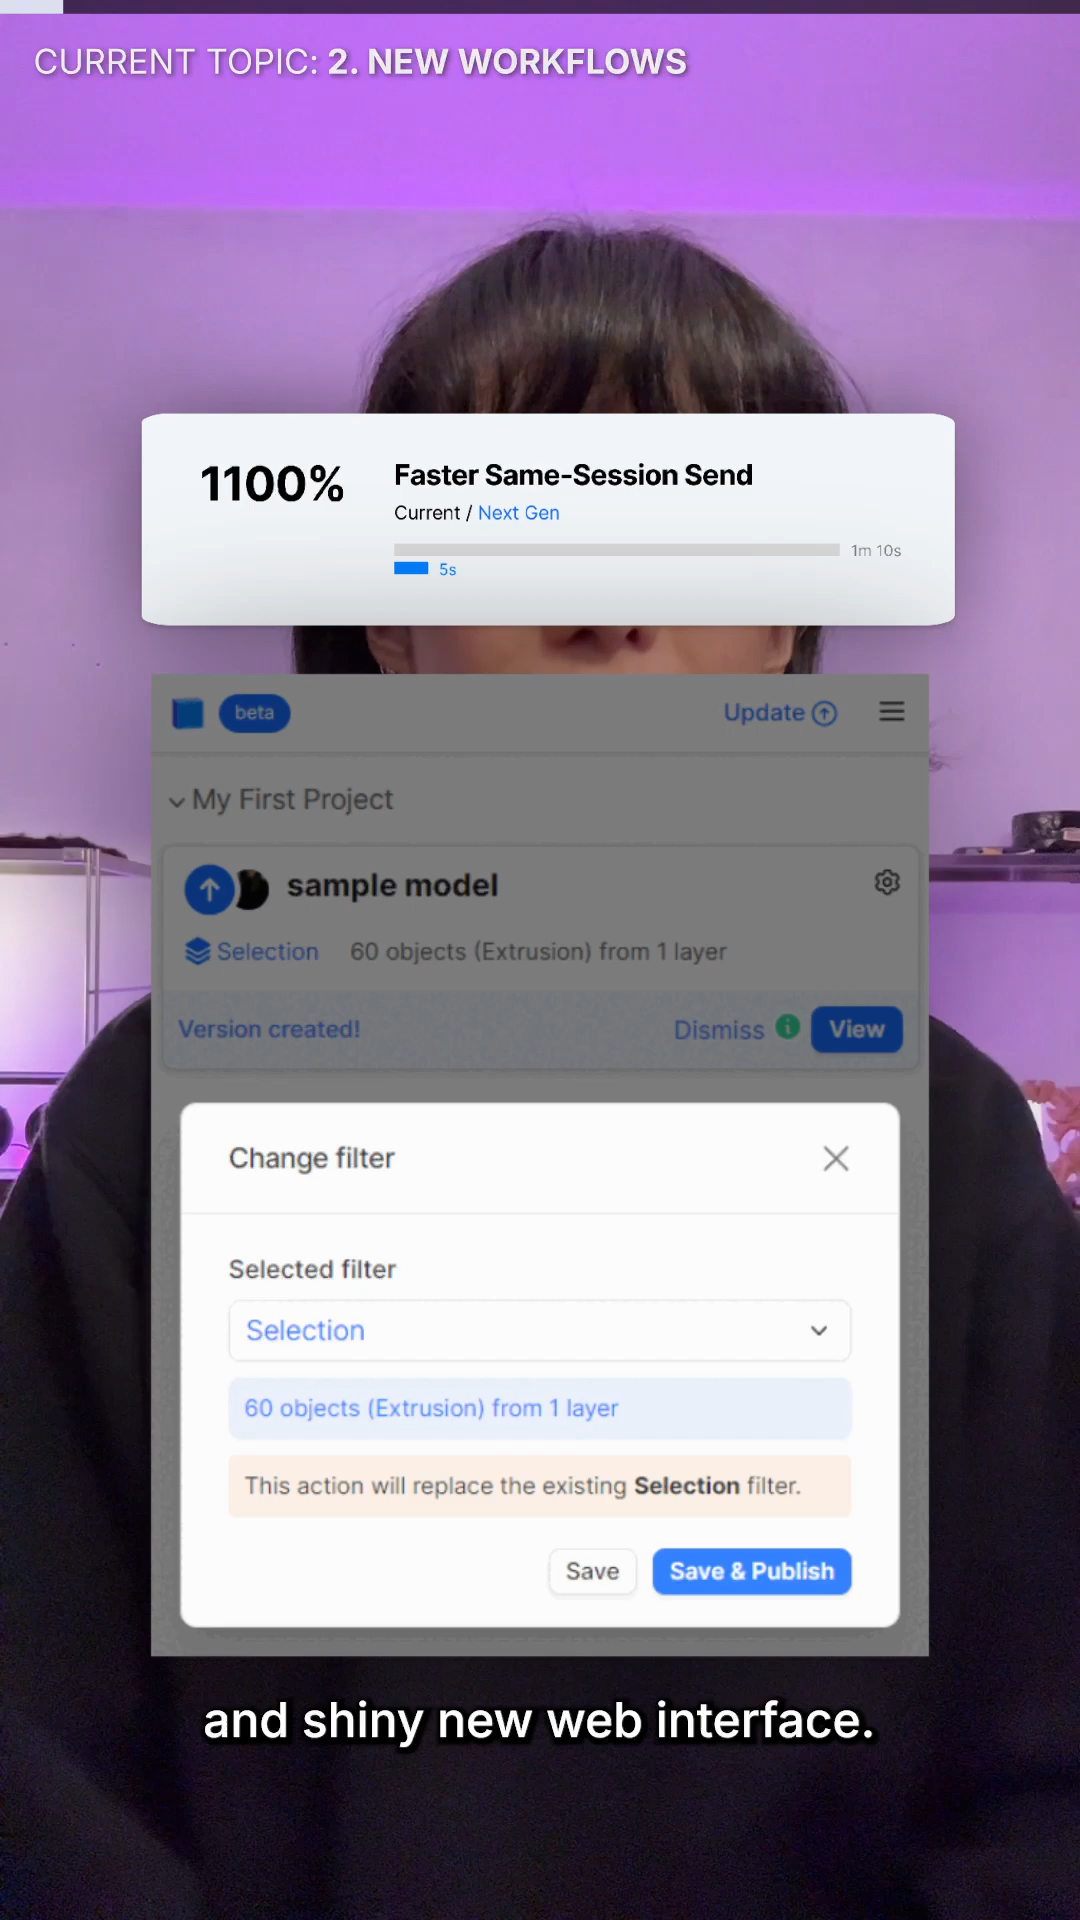 CURRENT TOPIC: 2. NEW WORKFLOWS
1100%
Faster Same-Session Send
Current / Next Gen
1m 10s
5s
beta
Update
My First Project
sample model
Selection 60 objects (Extrusion) from 1 layer
Version created! Dismiss View
Change filter
Selected filter
Selection
60 objects (Extrusion) from 1 layer
This action will replace the existing Selection filter.
Save Save & Publish
and shiny new web interface.